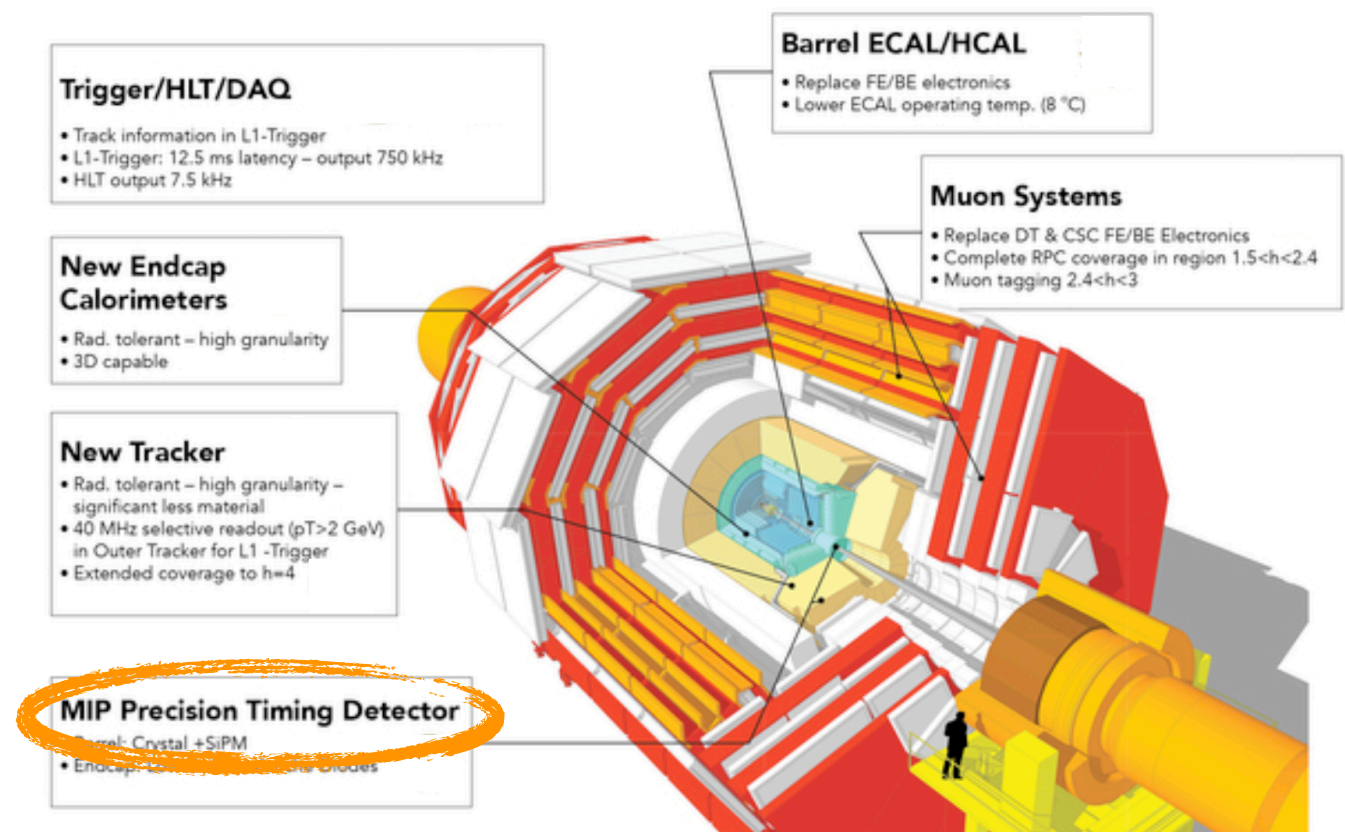 Trigger/HLT/DAQ
• Track information in L1-Trigger
• L1-Trigger: 12.5 ms latency – output 750 kHz
• HLT output 7.5 kHz
Barrel ECAL/HCAL
• Replace FE/BE electronics
• Lower ECAL operating temp. (8 °C)
Muon Systems
• Replace DT & CSC FE/BE Electronics
• Complete RPC coverage in region 1.5<h<2.4
• Muon tagging 2.4<h<3
New Endcap
Calorimeters
• Rad. tolerant – high granularity
• 3D capable
New Tracker
• Rad. tolerant – high granularity –
significant less material
• 40 MHz selective readout (pT>2 GeV)
in Outer Tracker for L1 -Trigger
• Extended coverage to h=4
MIP Precision Timing Detector
Barrel: Crystal +SiPM
• Endcap: Diodes